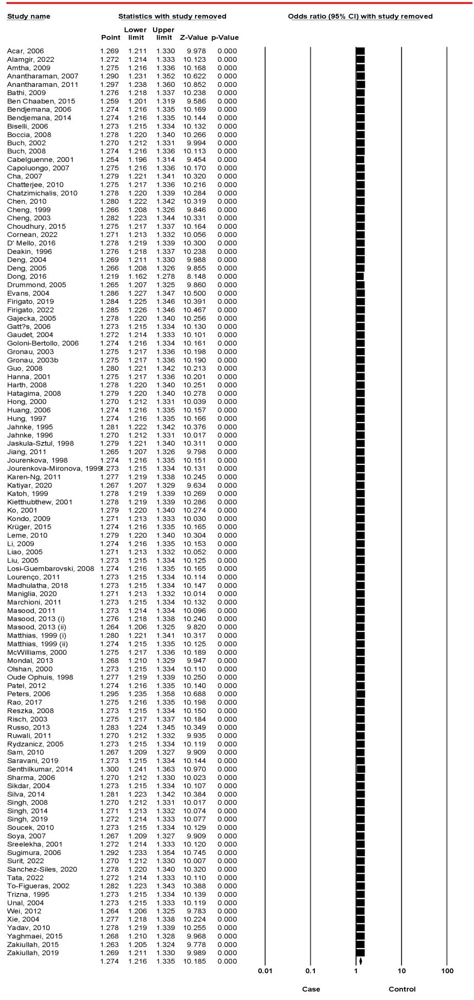 Study name Statistics with study removed Odds ratio (95% CI) with study removed
Lower Upper
Point limit limit Z-Value p-Value
Acar, 2006 1.269 1.211 1.330 9.978 0.000
Alamgir, 2022 1.272 1.214 1.333 10.123 0.000
Amtha, 2009 1.275 1.216 1.336 10.168 0.000
Anantharaman, 2007 1.290 1.231 1.352 10.622 0.000
Anantharaman, 2011 1.297 1.238 1.360 10.852 0.000
Bathi, 2009 1.276 1.218 1.337 10.238 0.000
Ben Chaaben, 2015 1.259 1.201 1.319 9.586 0.000
Bendjemana, 2006 1.274 1.216 1.335 10.169 0.000
Bendjemana, 2014 1.274 1.216 1.335 10.144 0.000
Biselli, 2006 1.273 1.215 1.334 10.132 0.000
Boccia, 2008 1.278 1.220 1.340 10.266 0.000
Buch, 2002 1.270 1.212 1.331 9.994 0.000
Buch, 2008 1.274 1.216 1.336 10.113 0.000
Cabelguenne, 2001 1.254 1.196 1.314 9.454 0.000
Capoluongo, 2007 1.275 1.216 1.336 10.170 0.000
Cha, 2007 1.279 1.221 1.341 10.320 0.000
Chatterjee, 2010 1.275 1.217 1.336 10.216 0.000
Chatzimichalis, 2010 1.278 1.220 1.339 10.284 0.000
Chen, 2010 1.280 1.222 1.342 10.319 0.000
Cheng, 1999 1.266 1.208 1.326 9.846 0.000
Cheng, 2003 1.282 1.223 1.344 10.331 0.000
Choudhury, 2015 1.275 1.217 1.337 10.164 0.000
Cornean, 2022 1.271 1.213 1.332 10.056 0.000
D' Mello, 2016 1.278 1.219 1.339 10.300 0.000
Deakin, 1996 1.276 1.218 1.337 10.238 0.000
Deng, 2004 1.269 1.211 1.330 9.988 0.000
Deng, 2005 1.266 1.208 1.326 9.855 0.000
Dong, 2016 1.219 1.162 1.278 8.148 0.000
Drummond, 2005 1.265 1.207 1.325 9.860 0.000
Evans, 2004 1.286 1.227 1.347 10.500 0.000
Firigato, 2019 1.284 1.225 1.346 10.391 0.000
Firigato, 2022 1.285 1.226 1.346 10.467 0.000
Gajecka, 2005 1.278 1.220 1.340 10.256 0.000
Gatt?s, 2006 1.273 1.215 1.334 10.130 0.000
Gaudet, 2004 1.272 1.214 1.333 10.101 0.000
Goloni-Bertollo, 2006 1.274 1.216 1.334 10.161 0.000
Gronau, 2003 1.275 1.217 1.336 10.198 0.000
Gronau, 2003b 1.275 1.217 1.336 10.190 0.000
Guo, 2008 1.280 1.221 1.342 10.213 0.000
Hanna, 2001 1.275 1.217 1.336 10.201 0.000
Harth, 2008 1.278 1.220 1.340 10.251 0.000
Hatagima, 2008 1.279 1.220 1.340 10.278 0.000
Hong, 2000 1.270 1.212 1.331 10.039 0.000
Huang, 2006 1.274 1.216 1.335 10.157 0.000
Hung, 1997 1.274 1.216 1.335 10.166 0.000
Jahnke, 1995 1.281 1.222 1.342 10.376 0.000
Jahnke, 1996 1.270 1.212 1.331 10.017 0.000
Jaskula-Sztul, 1998 1.279 1.221 1.340 10.311 0.000
Jiang, 2011 1.265 1.207 1.326 9.798 0.000
Jourenkova, 1998 1.274 1.216 1.335 10.151 0.000
Jourenkova-Mironova, 1999 1.273 1.215 1.334 10.131 0.000
Karen-Ng, 2011 1.277 1.219 1.338 10.245 0.000
Katiyar, 2020 1.267 1.207 1.329 9.634 0.000
Katoh, 1999 1.278 1.219 1.339 10.269 0.000
Kietthubthew, 2001 1.278 1.219 1.339 10.286 0.000
Ko, 2001 1.279 1.220 1.340 10.274 0.000
Kondo, 2009 1.271 1.213 1.333 10.030 0.000
Krüger, 2015 1.274 1.216 1.335 10.165 0.000
Leme, 2010 1.279 1.220 1.340 10.304 0.000
Li, 2009 1.274 1.216 1.335 10.153 0.000
Liao, 2005 1.271 1.213 1.332 10.052 0.000
Liu, 2005 1.273 1.215 1.334 10.125 0.000
Losi-Guembarovski, 2008 1.274 1.216 1.335 10.165 0.000
Lourenço, 2011 1.273 1.215 1.334 10.114 0.000
Madhulatha, 2018 1.273 1.215 1.334 10.147 0.000
Maniglia, 2020 1.271 1.213 1.332 10.014 0.000
Marchioni, 2011 1.273 1.215 1.334 10.132 0.000
Masood, 2011 1.273 1.214 1.334 10.096 0.000
Masood, 2013 (i) 1.276 1.218 1.338 10.240 0.000
Masood, 2013 (ii) 1.264 1.206 1.325 9.820 0.000
Matthias, 1999 (i) 1.280 1.221 1.341 10.317 0.000
Matthias, 1999 (ii) 1.274 1.215 1.335 10.125 0.000
McWilliams, 2000 1.275 1.217 1.336 10.189 0.000
Mondal, 2013 1.268 1.210 1.329 9.947 0.000
Olshan, 2000 1.273 1.215 1.334 10.110 0.000
Oude Ophuis, 1998 1.277 1.219 1.339 10.250 0.000
Patel, 2012 1.274 1.216 1.335 10.140 0.000
Peters, 2006 1.295 1.235 1.358 10.688 0.000
Rao, 2017 1.275 1.216 1.335 10.198 0.000
Reszka, 2008 1.273 1.215 1.334 10.150 0.000
Risch, 2003 1.275 1.217 1.337 10.184 0.000
Russo, 2013 1.283 1.224 1.345 10.349 0.000
Ruwali, 2011 1.270 1.212 1.332 9.935 0.000
Rydzanicz, 2005 1.273 1.215 1.334 10.119 0.000
Sam, 2010 1.267 1.209 1.327 9.909 0.000
Saravani, 2019 1.273 1.215 1.334 10.144 0.000
Senthilkumar, 2014 1.300 1.241 1.363 10.970 0.000
Sharma, 2006 1.270 1.212 1.330 10.023 0.000
Sikdar, 2004 1.273 1.215 1.334 10.107 0.000
Silva, 2014 1.281 1.223 1.342 10.384 0.000
Singh, 2008 1.270 1.212 1.331 10.017 0.000
Singh, 2014 1.271 1.213 1.332 10.074 0.000
Singh, 2019 1.272 1.214 1.333 10.077 0.000
Soucek, 2010 1.273 1.215 1.334 10.129 0.000
Soya, 2007 1.267 1.209 1.327 9.909 0.000
Sreelekha, 2001 1.272 1.214 1.333 10.120 0.000
Sugimura, 2006 1.292 1.233 1.354 10.745 0.000
Surit, 2022 1.270 1.212 1.330 10.007 0.000
Sanchez-Siles, 2020 1.278 1.220 1.340 10.320 0.000
Tata, 2022 1.272 1.214 1.333 10.110 0.000
To-Figueras, 2002 1.282 1.223 1.343 10.388 0.000
Trizna, 1995 1.273 1.215 1.334 10.139 0.000
Unal, 2004 1.273 1.215 1.333 10.119 0.000
Wei, 2012 1.264 1.206 1.325 9.783 0.000
Xie, 2004 1.277 1.218 1.338 10.224 0.000
Yadav, 2010 1.278 1.219 1.339 10.255 0.000
Yaghmaei, 2015 1.268 1.210 1.328 9.968 0.000
Zakiullah, 2015 1.263 1.205 1.324 9.778 0.000
Zakiullah, 2019 1.269 1.211 1.330 9.989 0.000
1.274 1.216 1.335 10.185 0.000
0.01 0.1 1 10 100
Case Control